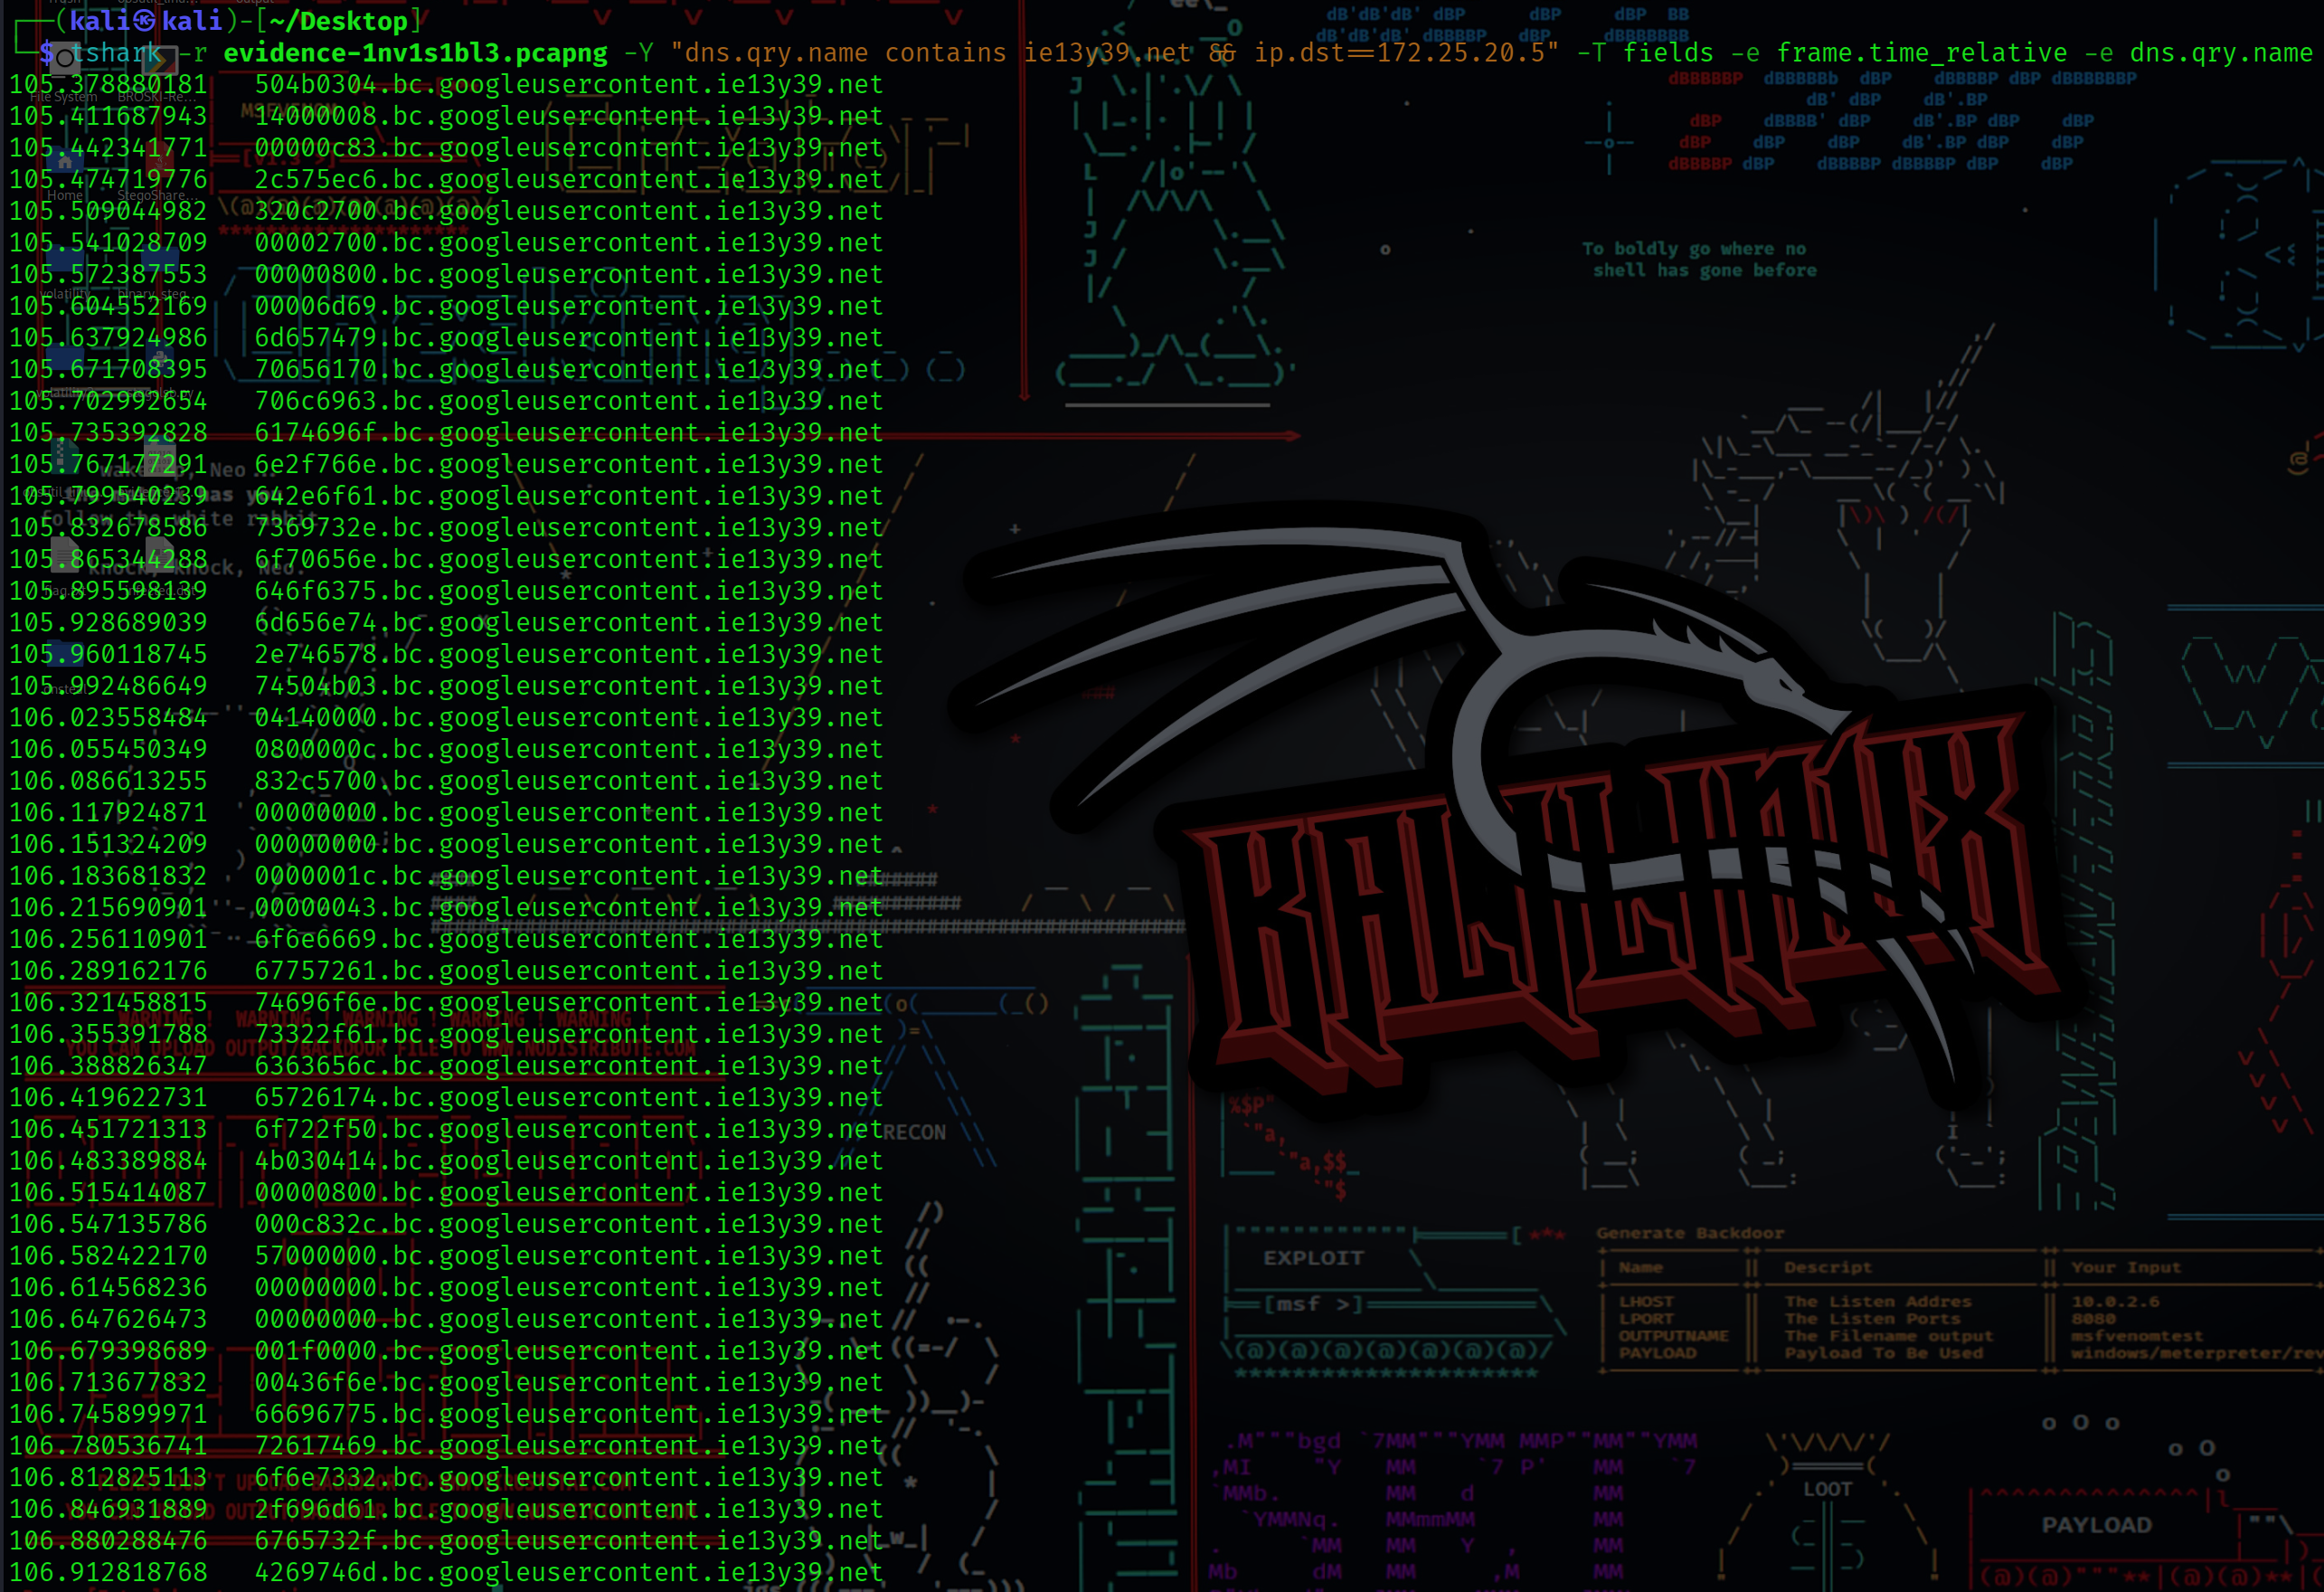 ┌──(kali㉿kali)-[~/Desktop]
└─$ tshark -r evidence-1nv1s1bl3.pcapng -Y "dns.qry.name contains ie13y39.net && ip.dst==172.25.20.5" -T fields -e frame.time_relative -e dns.qry.name
105.378880181 504b0304.bc.googleusercontent.ie13y39.net
105.411687943 14000008.bc.googleusercontent.ie13y39.net
105.442341771 00000c83.bc.googleusercontent.ie13y39.net
105.474719776 2c575ec6.bc.googleusercontent.ie13y39.net
105.509044982 320c2700.bc.googleusercontent.ie13y39.net
105.541028709 00002700.bc.googleusercontent.ie13y39.net
105.572387553 00000800.bc.googleusercontent.ie13y39.net
105.604552169 00006d69.bc.googleusercontent.ie13y39.net
105.637924986 6d657479.bc.googleusercontent.ie13y39.net
105.671708395 70656170.bc.googleusercontent.ie13y39.net
105.702992654 706c6963.bc.googleusercontent.ie13y39.net
105.735392828 6174696f.bc.googleusercontent.ie13y39.net
105.767177291 6e2f766e.bc.googleusercontent.ie13y39.net
105.799540239 642e6f61.bc.googleusercontent.ie13y39.net
105.832678586 7369732e.bc.googleusercontent.ie13y39.net
105.865344288 6f70656e.bc.googleusercontent.ie13y39.net
105.895598139 646f6375.bc.googleusercontent.ie13y39.net
105.928689039 6d656e74.bc.googleusercontent.ie13y39.net
105.960118745 2e746578.bc.googleusercontent.ie13y39.net
105.992486649 74504b03.bc.googleusercontent.ie13y39.net
106.023558484 04140000.bc.googleusercontent.ie13y39.net
106.055450349 0800000c.bc.googleusercontent.ie13y39.net
106.086613255 832c5700.bc.googleusercontent.ie13y39.net
106.117924871 00000000.bc.googleusercontent.ie13y39.net
106.151324209 00000000.bc.googleusercontent.ie13y39.net
106.183681832 0000001c.bc.googleusercontent.ie13y39.net
106.215690901 00000043.bc.googleusercontent.ie13y39.net
106.256110901 6f6e6669.bc.googleusercontent.ie13y39.net
106.289162176 67757261.bc.googleusercontent.ie13y39.net
106.321458815 74696f6e.bc.googleusercontent.ie13y39.net
106.355391788 73322f61.bc.googleusercontent.ie13y39.net
106.388826347 6363656c.bc.googleusercontent.ie13y39.net
106.419622731 65726174.bc.googleusercontent.ie13y39.net
106.451721313 6f722f50.bc.googleusercontent.ie13y39.net
106.483389884 4b030414.bc.googleusercontent.ie13y39.net
106.515414087 00000800.bc.googleusercontent.ie13y39.net
106.547135786 000c832c.bc.googleusercontent.ie13y39.net
106.582422170 57000000.bc.googleusercontent.ie13y39.net
106.614568236 00000000.bc.googleusercontent.ie13y39.net
106.647626473 00000000.bc.googleusercontent.ie13y39.net
106.679398689 001f0000.bc.googleusercontent.ie13y39.net
106.713677832 00436f6e.bc.googleusercontent.ie13y39.net
106.745899971 66696775.bc.googleusercontent.ie13y39.net
106.780536741 72617469.bc.googleusercontent.ie13y39.net
106.812825113 6f6e7332.bc.googleusercontent.ie13y39.net
106.846931889 2f696d61.bc.googleusercontent.ie13y39.net
106.880288476 6765732f.bc.googleusercontent.ie13y39.net
106.912818768 4269746d.bc.googleusercontent.ie13y39.net
To boldly go where no
shell has gone before
KALI LINUX
RECON
EXPLOIT
[msf >]
Generate Backdoor
Name Descript Your Input
LHOST The Listen Addres 10.0.2.6
LPORT The Listen Ports 8080
OUTPUTNAME The Filename output msfvenomtest
PAYLOAD Payload To Be Used windows/meterpreter/rev
LOOT
PAYLOAD